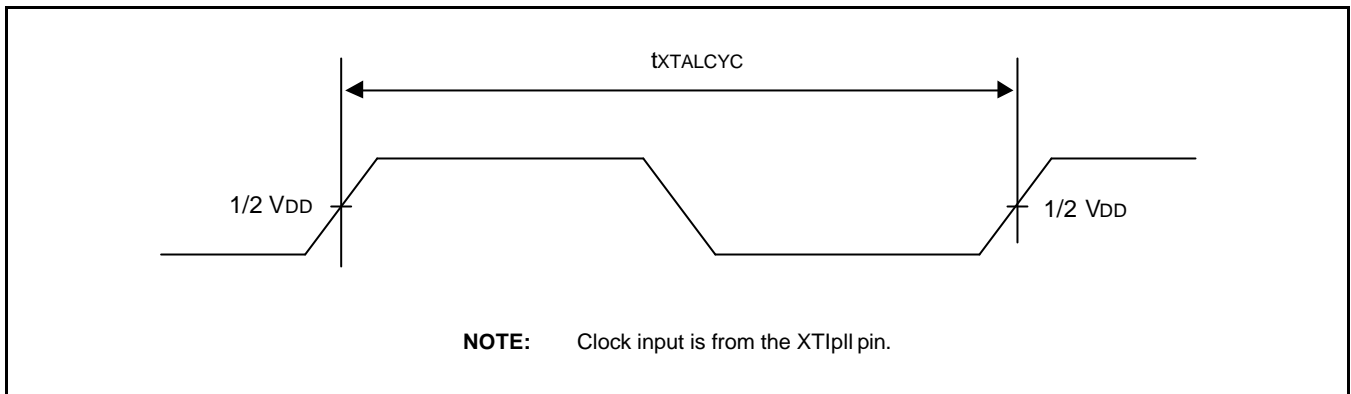 tXTALCYC
1/2 VDD
1/2 VDD
NOTE: Clock input is from the XTIpll pin.